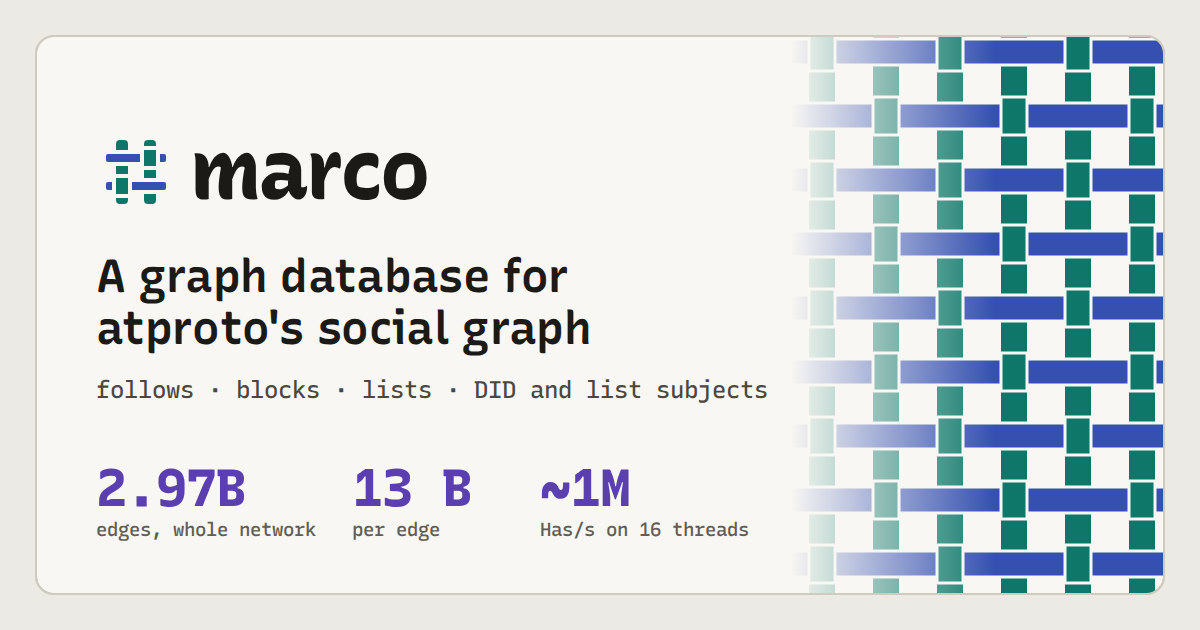 marco
A graph database for
atproto's social graph
follows · blocks · lists · DID and list subjects
2.97B 13 B ~1M
edges, whole network per edge Has/s on 16 threads